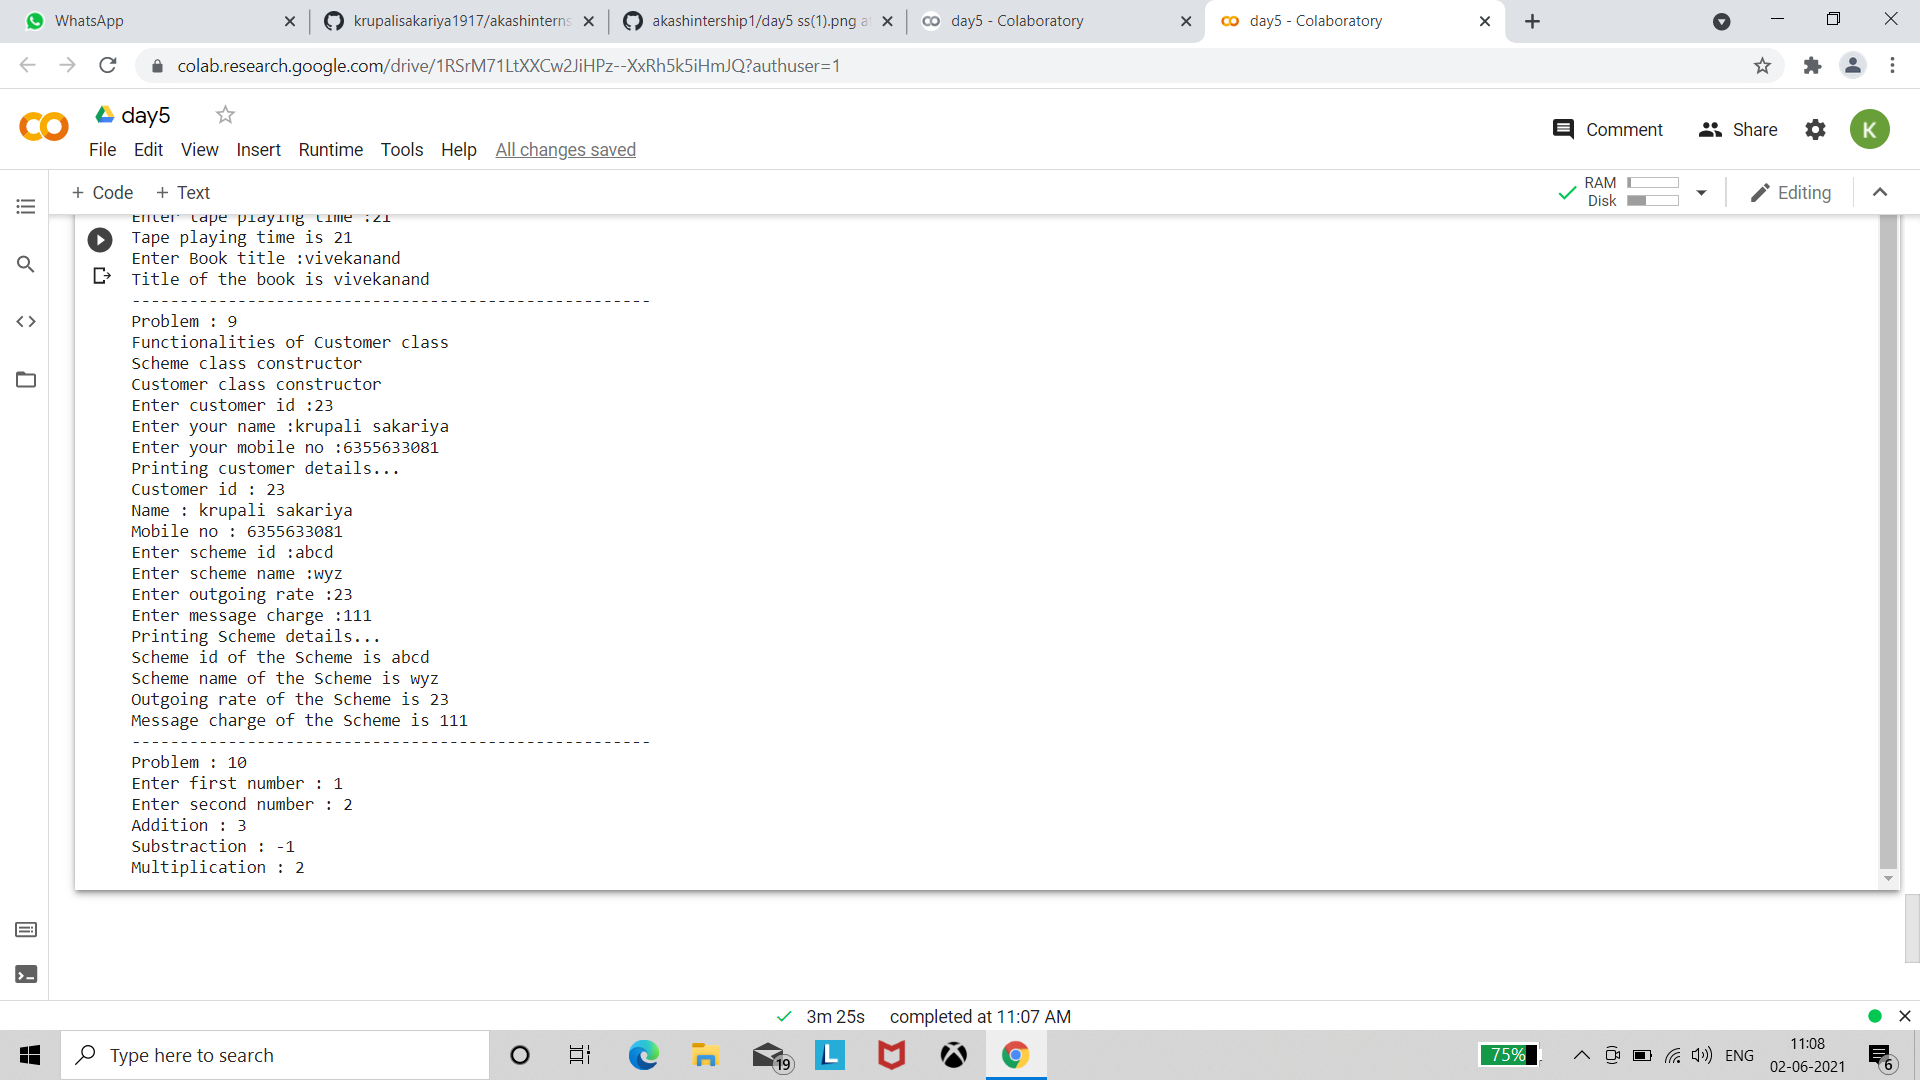 WhatsApp
krupalisakariya1917/akashinterns
akashintership1/day5 ss(1).png a
day5 - Colaboratory
day5 - Colaboratory
colab.research.google.com/drive/1RSrM71LtXXCw2JiHPz--XxRh5k5iHmJQ?authuser=1
day5
Comment
Share
K
File Edit View Insert Runtime Tools Help All changes saved
+ Code + Text
RAM
Disk
Editing
Enter tape playing time :21
Tape playing time is 21
Enter Book title :vivekanand
Title of the book is vivekanand
------------------------------------------------------
Problem : 9
Functionalities of Customer class
Scheme class constructor
Customer class constructor
Enter customer id :23
Enter your name :krupali sakariya
Enter your mobile no :6355633081
Printing customer details...
Customer id : 23
Name : krupali sakariya
Mobile no : 6355633081
Enter scheme id :abcd
Enter scheme name :wyz
Enter outgoing rate :23
Enter message charge :111
Printing Scheme details...
Scheme id of the Scheme is abcd
Scheme name of the Scheme is wyz
Outgoing rate of the Scheme is 23
Message charge of the Scheme is 111
------------------------------------------------------
Problem : 10
Enter first number : 1
Enter second number : 2
Addition : 3
Substraction : -1
Multiplication : 2
3m 25s completed at 11:07 AM
Type here to search
19
L
75%
ENG
11:08
02-06-2021
6